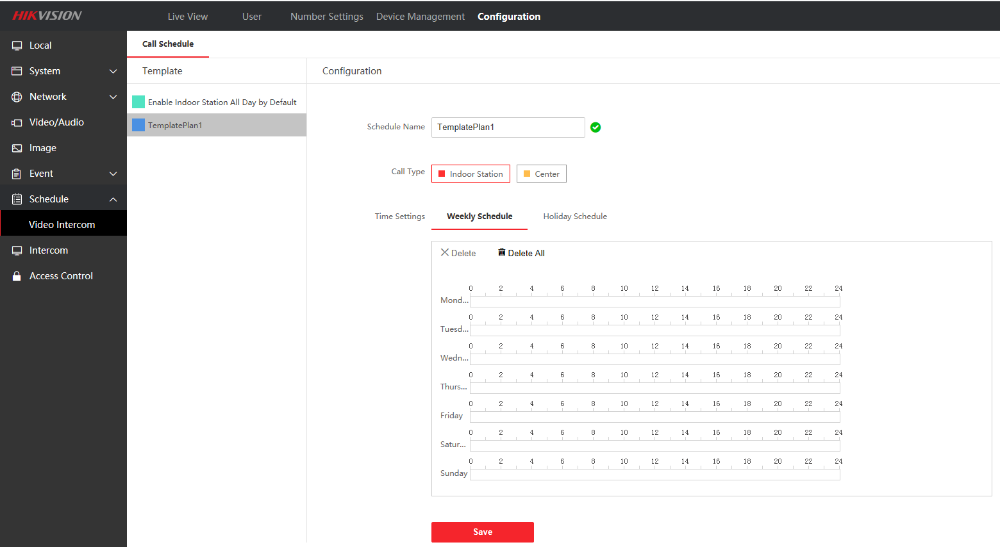 HIKVISION
Live View User Number Settings Device Management Configuration
Local
System
Network
Video/Audio
Image
Event
Schedule
Video Intercom
Intercom
Access Control
Call Schedule
Template
Enable Indoor Station All Day by Default
TemplatePlan1
Configuration
Schedule Name TemplatePlan1
Call Type Indoor Station Center
Time Settings Weekly Schedule Holiday Schedule
Delete Delete All
0 2 4 6 8 10 12 14 16 18 20 22 24
Mond...
0 2 4 6 8 10 12 14 16 18 20 22 24
Tuesd...
0 2 4 6 8 10 12 14 16 18 20 22 24
Wedn...
0 2 4 6 8 10 12 14 16 18 20 22 24
Thurs...
0 2 4 6 8 10 12 14 16 18 20 22 24
Friday
0 2 4 6 8 10 12 14 16 18 20 22 24
Satur...
0 2 4 6 8 10 12 14 16 18 20 22 24
Sunday
Save